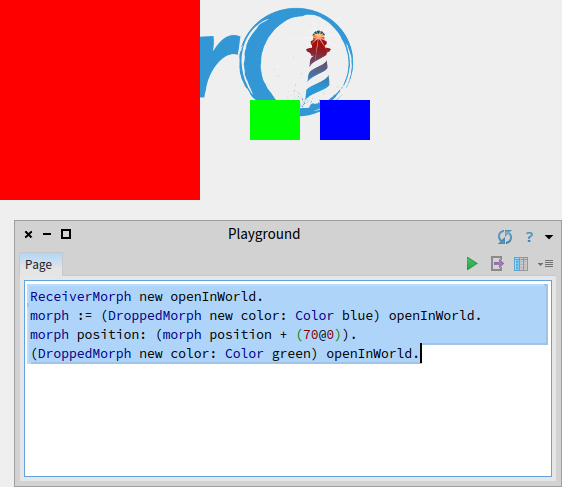 r
Playground
?
Page
ReceiverMorph new openInWorld.
morph := (DroppedMorph new color: Color blue) openInWorld.
morph position: (morph position + (70@0)).
(DroppedMorph new color: Color green) openInWorld.